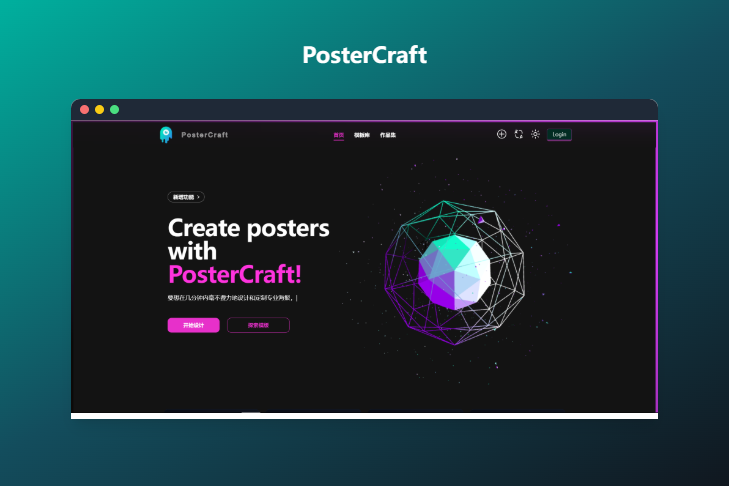 PosterCraft
PosterCraft
首页 模板库 作品集
Login
新增功能 >
Create posters
with
PosterCraft!
要想在几分钟内毫不费力地设计和定制专业海报，|
开始设计
探索模板